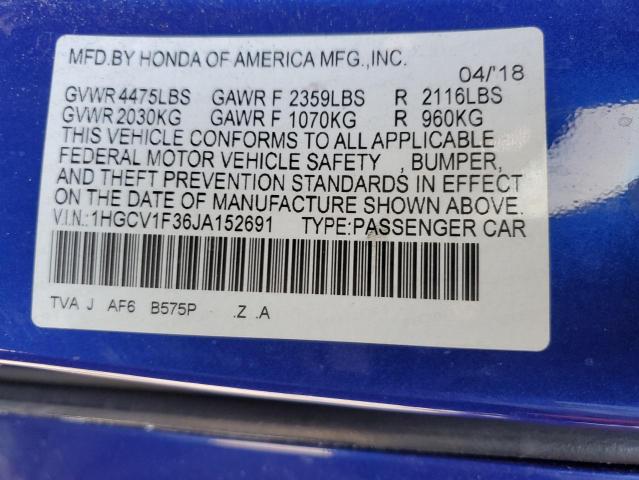 MFD.BY HONDA OF AMERICA MFG.,INC.
04/'18
GVWR 4475LBS GAWR F 2359LBS R 2116LBS
GVWR 2030KG GAWR F 1070KG R 960KG
THIS VEHICLE CONFORMS TO ALL APPLICABLE
FEDERAL MOTOR VEHICLE SAFETY , BUMPER,
AND THEFT PREVENTION STANDARDS IN EFFECT
ON THE DATE OF MANUFACTURE SHOWN ABOVE.
V.I.N.:1HGCV1F36JA152691 TYPE:PASSENGER CAR
TVA J AF6 B575P .Z .A